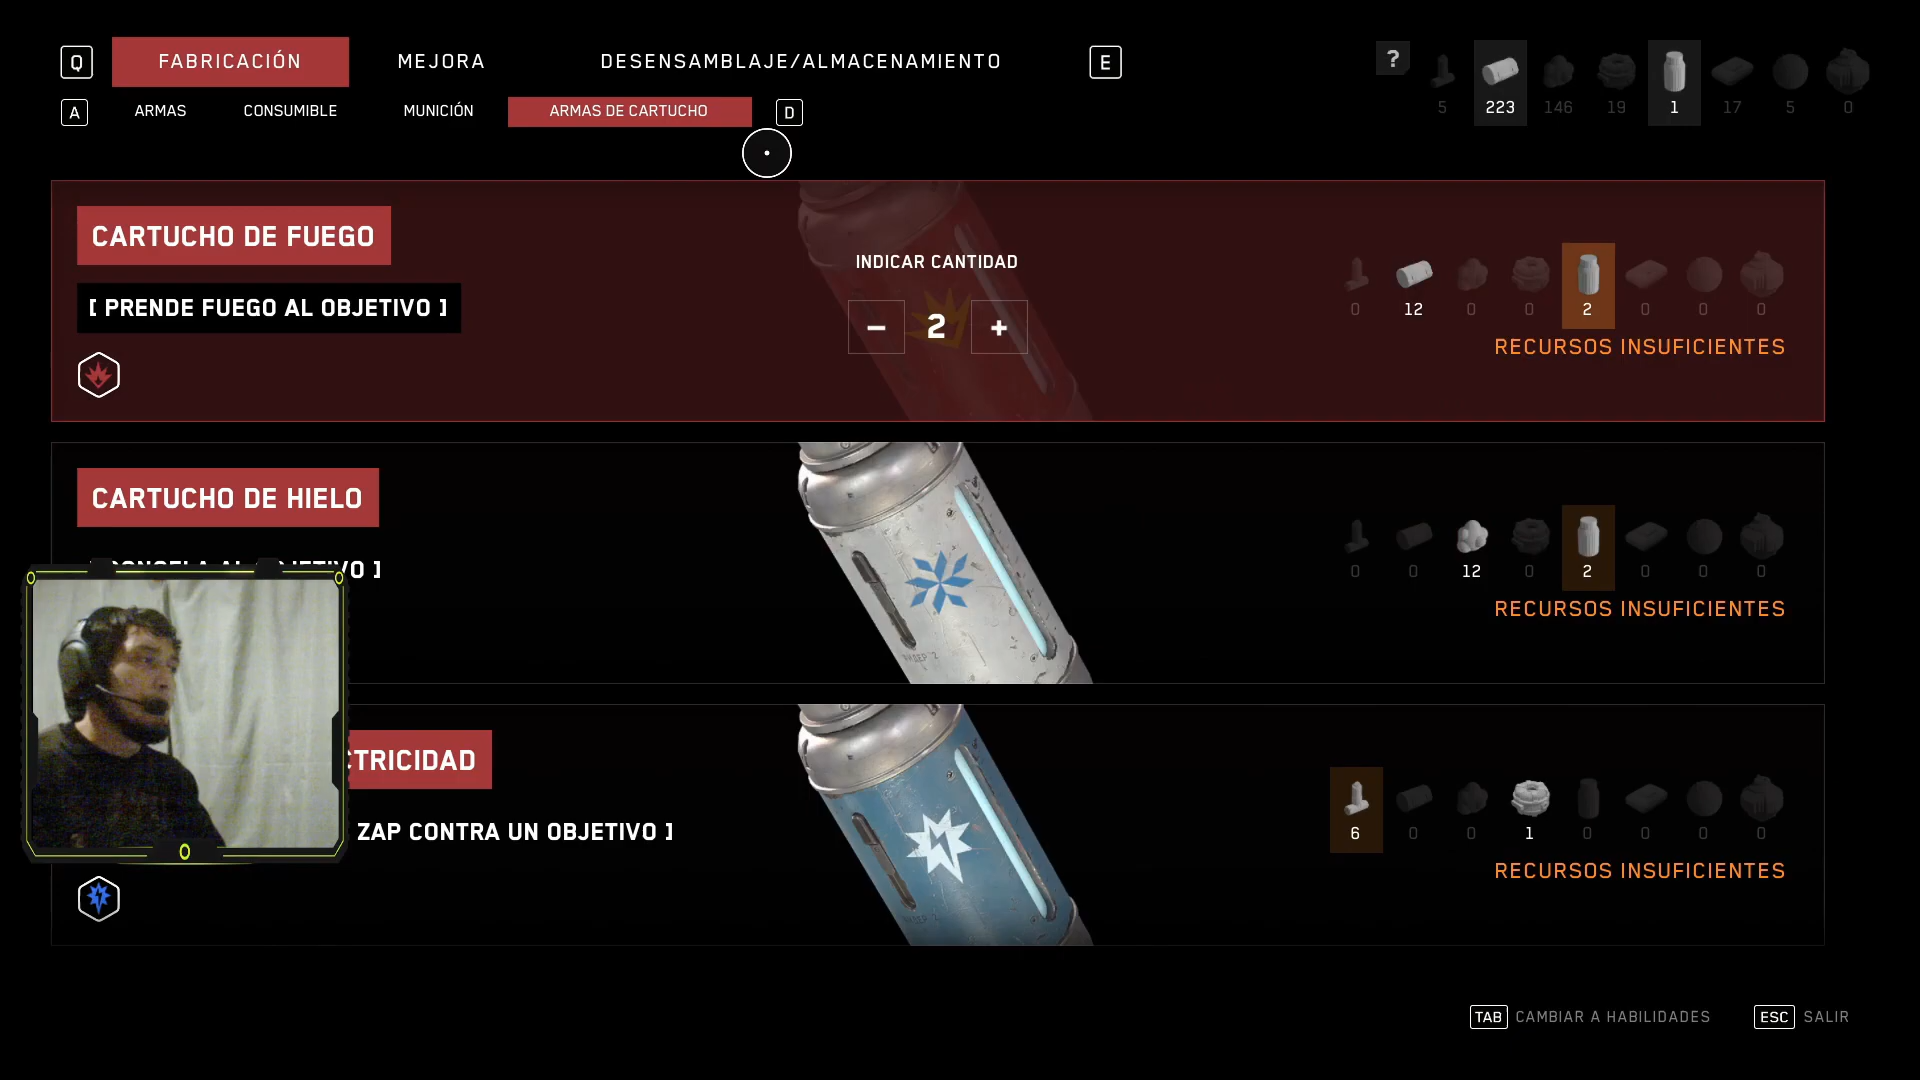 Q FABRICACIÓN MEJORA DESENSAMBLAJE/ALMACENAMIENTO E
? 5 223 146 19 1 17 5 0
A ARMAS CONSUMIBLE MUNICIÓN ARMAS DE CARTUCHO D
CARTUCHO DE FUEGO
[ PRENDE FUEGO AL OBJETIVO ]
INDICAR CANTIDAD
− 2 +
0 12 0 0 2 0 0 0
RECURSOS INSUFICIENTES
CARTUCHO DE HIELO
AL OBJETIVO ]
0 0 12 0 2 0 0 0
RECURSOS INSUFICIENTES
CTRICIDAD
ZAP CONTRA UN OBJETIVO ]
6 0 0 1 0 0 0 0
RECURSOS INSUFICIENTES
TAB CAMBIAR A HABILIDADES ESC SALIR